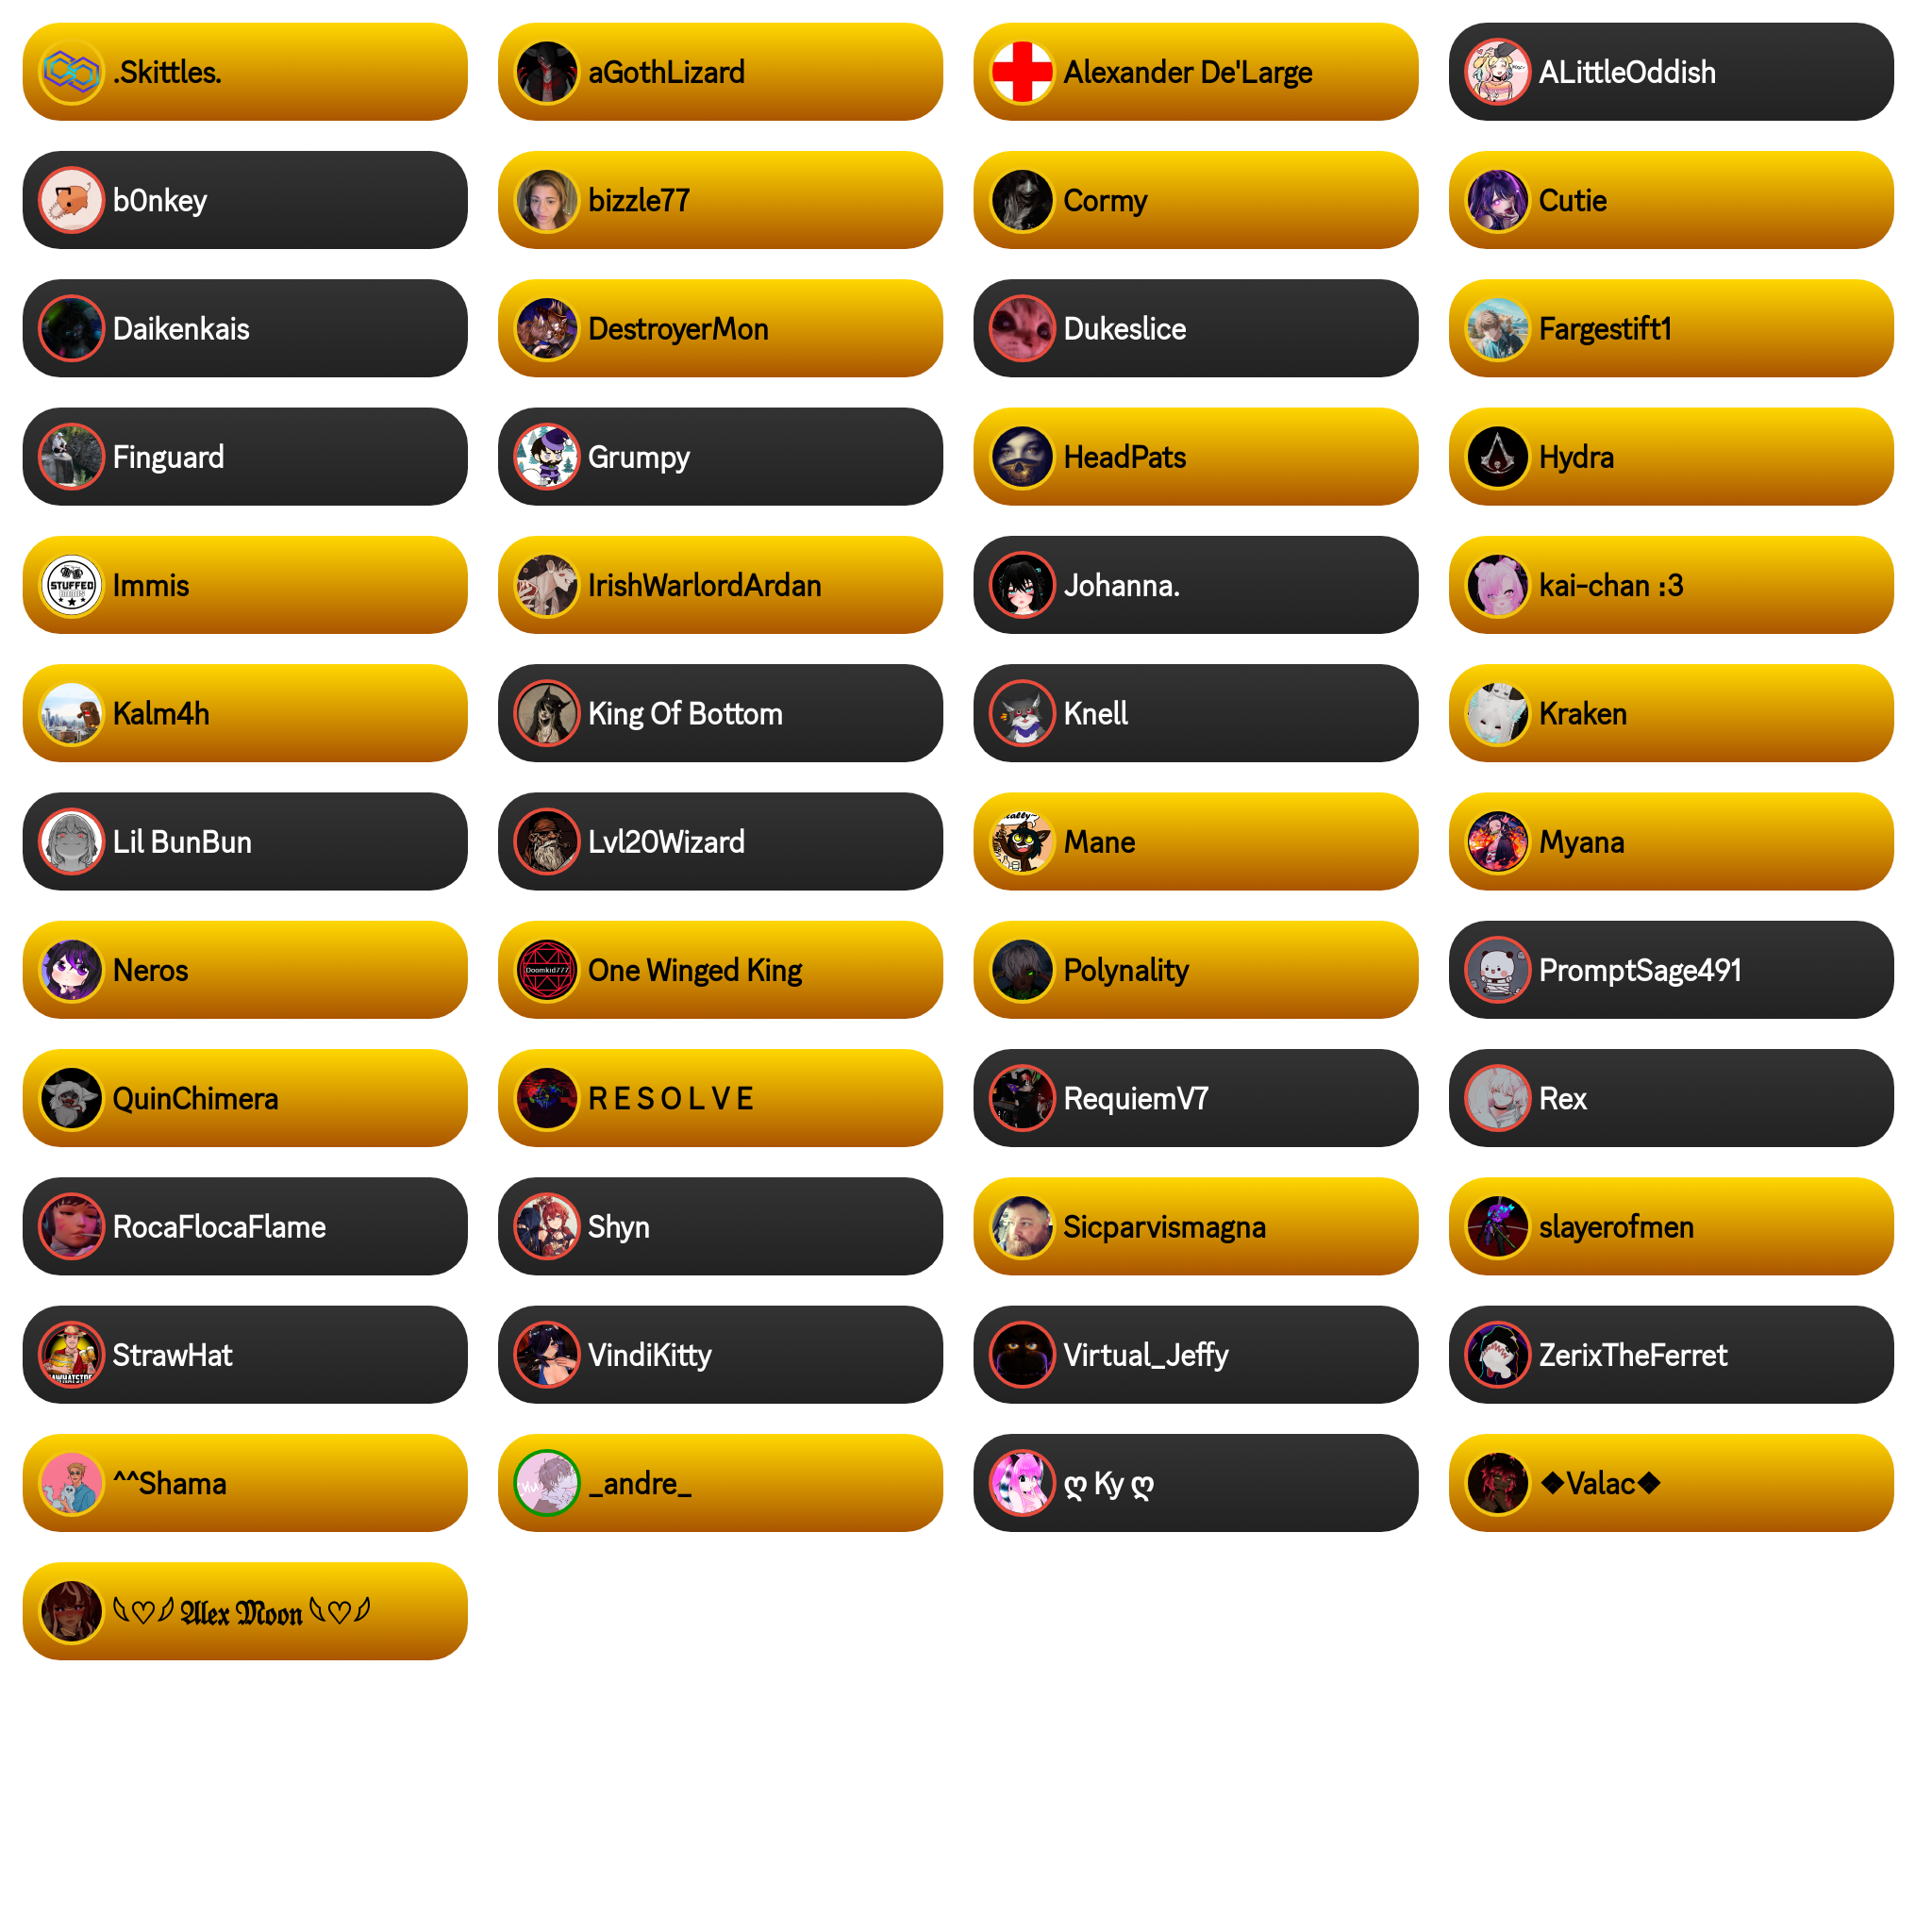 .Skittles.
aGothLizard
Alexander De'Large
ALittleOddish
b0nkey
bizzle77
Cormy
Cutie
Daikenkais
DestroyerMon
Dukeslice
Fargestift1
Finguard
Grumpy
HeadPats
Hydra
STUFFED
Immis
IrishWarlordArdan
Johanna.
kai-chan :3
Kalm4h
King Of Bottom
Knell
Kraken
Lil BunBun
Lvl20Wizard
Mane
Myana
Neros
Doomkid777
One Winged King
Polynality
PromptSage491
QuinChimera
R E S O L V E
RequiemV7
Rex
RocaFlocaFlame
Shyn
Sicparvismagna
slayerofmen
StrawHat
VindiKitty
Virtual_Jeffy
ZerixTheFerret
^^Shama
_andre_
ღ Ky ღ
❖Valac❖
𓆩♡𓆪 𝕬𝖑𝖊𝖝 𝕸𝖔𝖔𝖓 𓆩♡𓆪